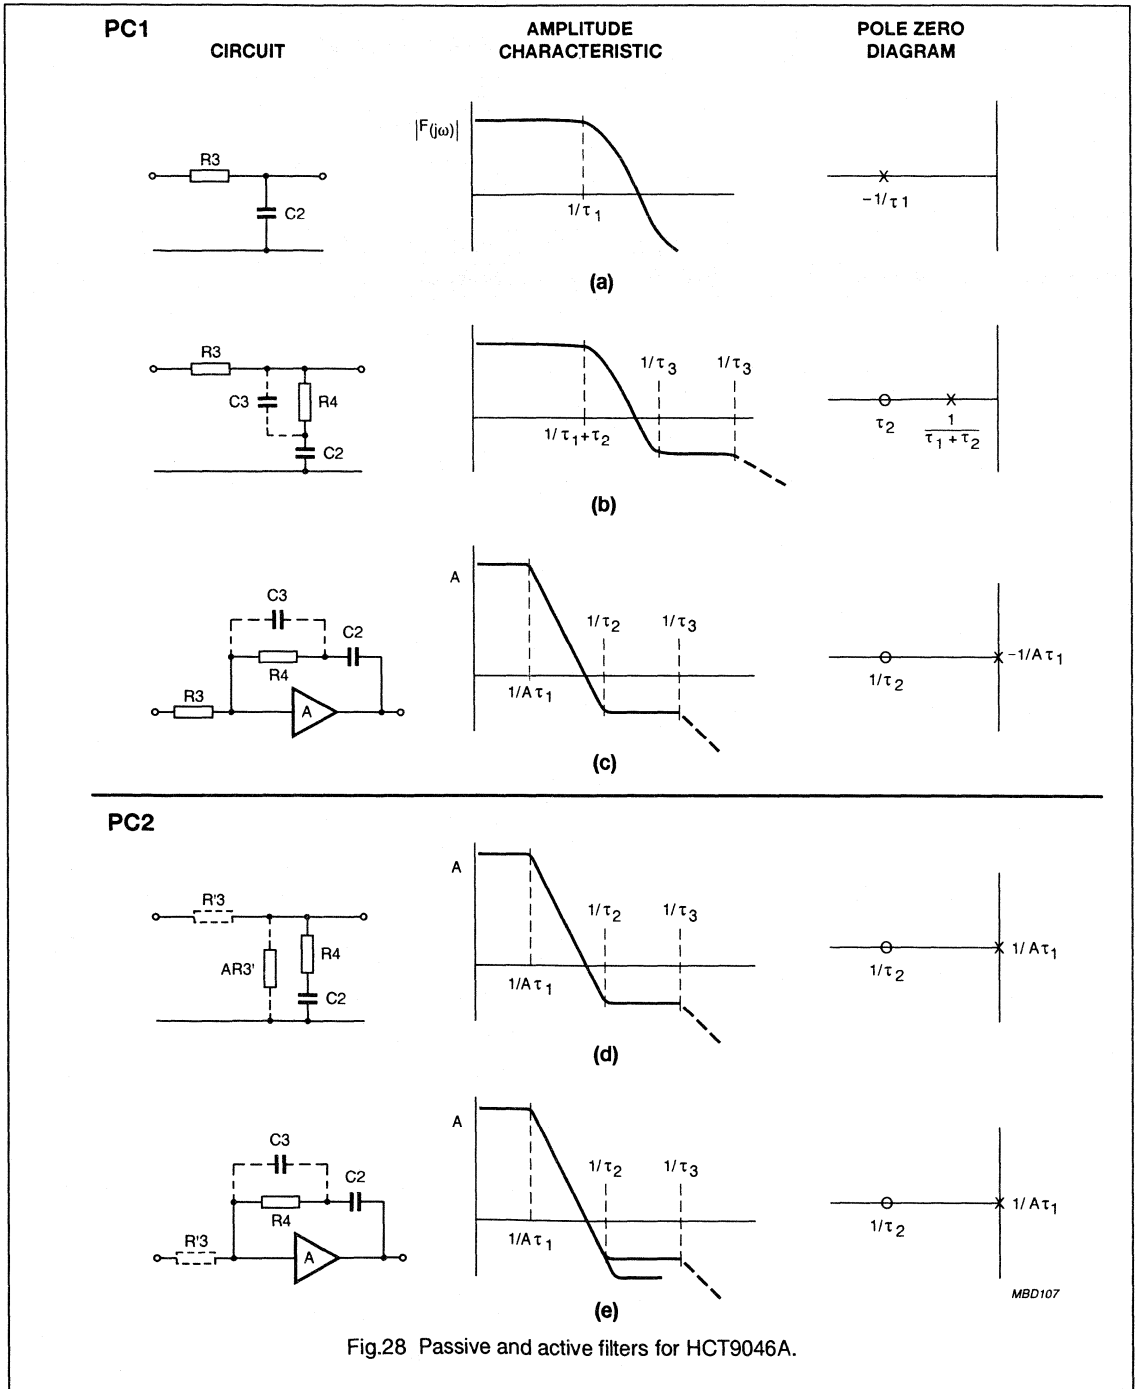 PC1
CIRCUIT
AMPLITUDE
CHARACTERISTIC
POLE ZERO
DIAGRAM
R3
C2
|F(jω)|
1/τ1
-1/τ1
(a)
R3
C3
R4
C2
1/τ1+τ2
1/τ3
1/τ3
τ2
1
τ1 + τ2
(b)
C3
C2
R4
R3
A
A
1/Aτ1
1/τ2
1/τ3
1/τ2
-1/Aτ1
(c)
PC2
R'3
AR3'
R4
C2
A
1/Aτ1
1/τ2
1/τ3
1/τ2
1/Aτ1
(d)
C3
C2
R4
R'3
A
A
1/Aτ1
1/τ2
1/τ3
1/τ2
1/Aτ1
(e)
MBD107
Fig.28 Passive and active filters for HCT9046A.